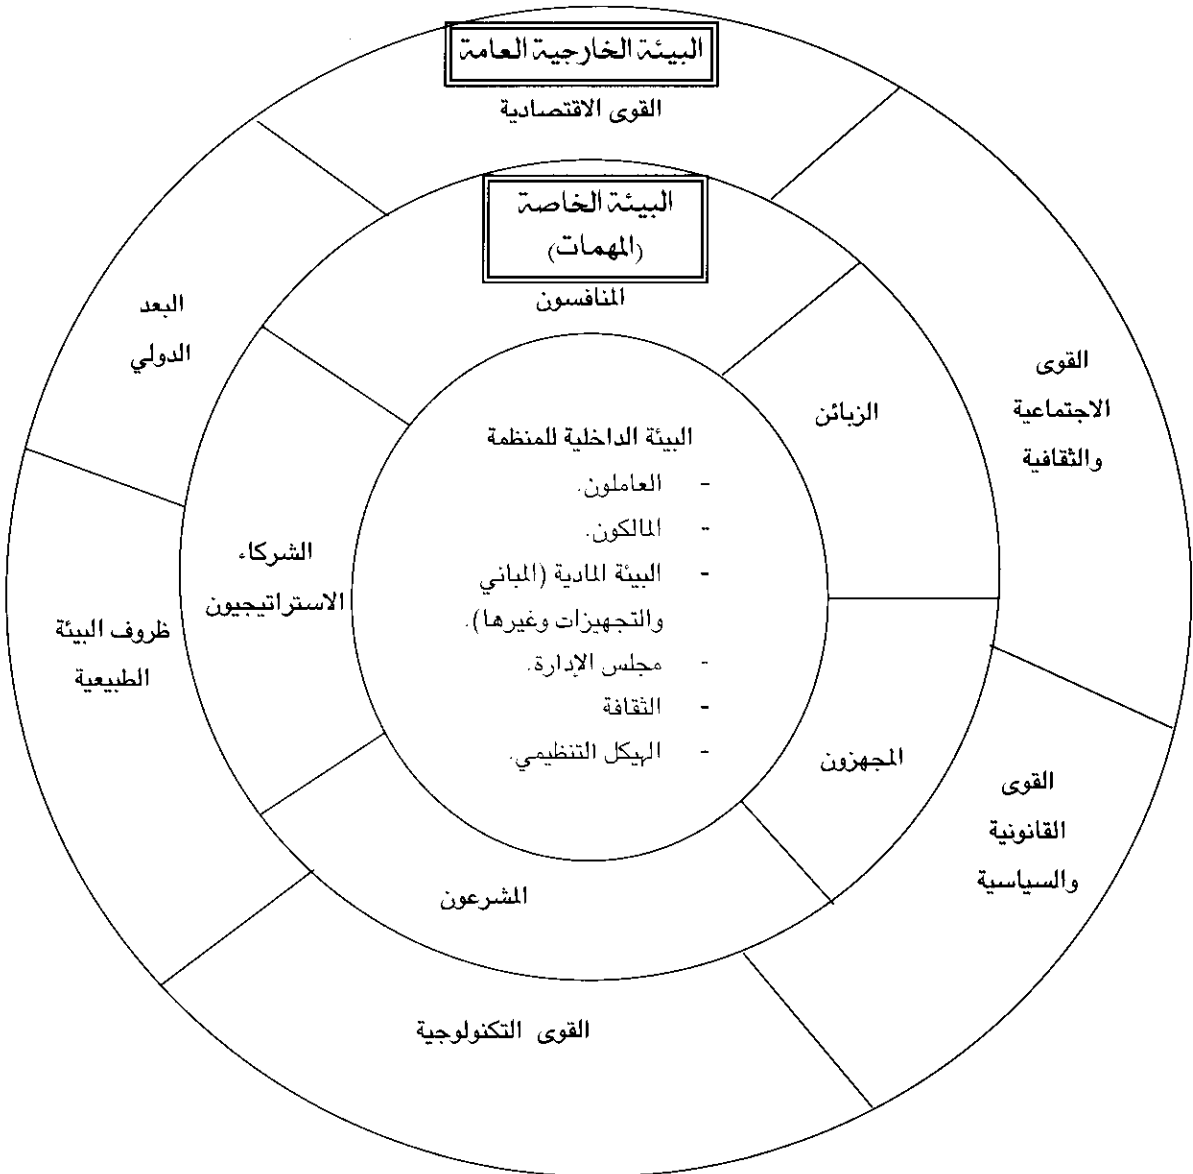 البيئة الخارجية العامة
القوى الاقتصادية
البيئة الخاصة
(المهمات)
المنافسون
القوى
الاجتماعية
والثقافية
الزبائن
البعد
الدولي
البيئة الداخلية للمنظمة
- العاملون.
- المالكون.
- البيئة المادية (المباني
والتجهيزات وغيرها).
- مجلس الإدارة.
- الثقافة
- الهيكل التنظيمي.
الشركاء
الاستراتيجيون
ظروف البيئة
الطبيعية
المجهزون
القوى
القانونية
والسياسية
المشرعون
القوى التكنولوجية